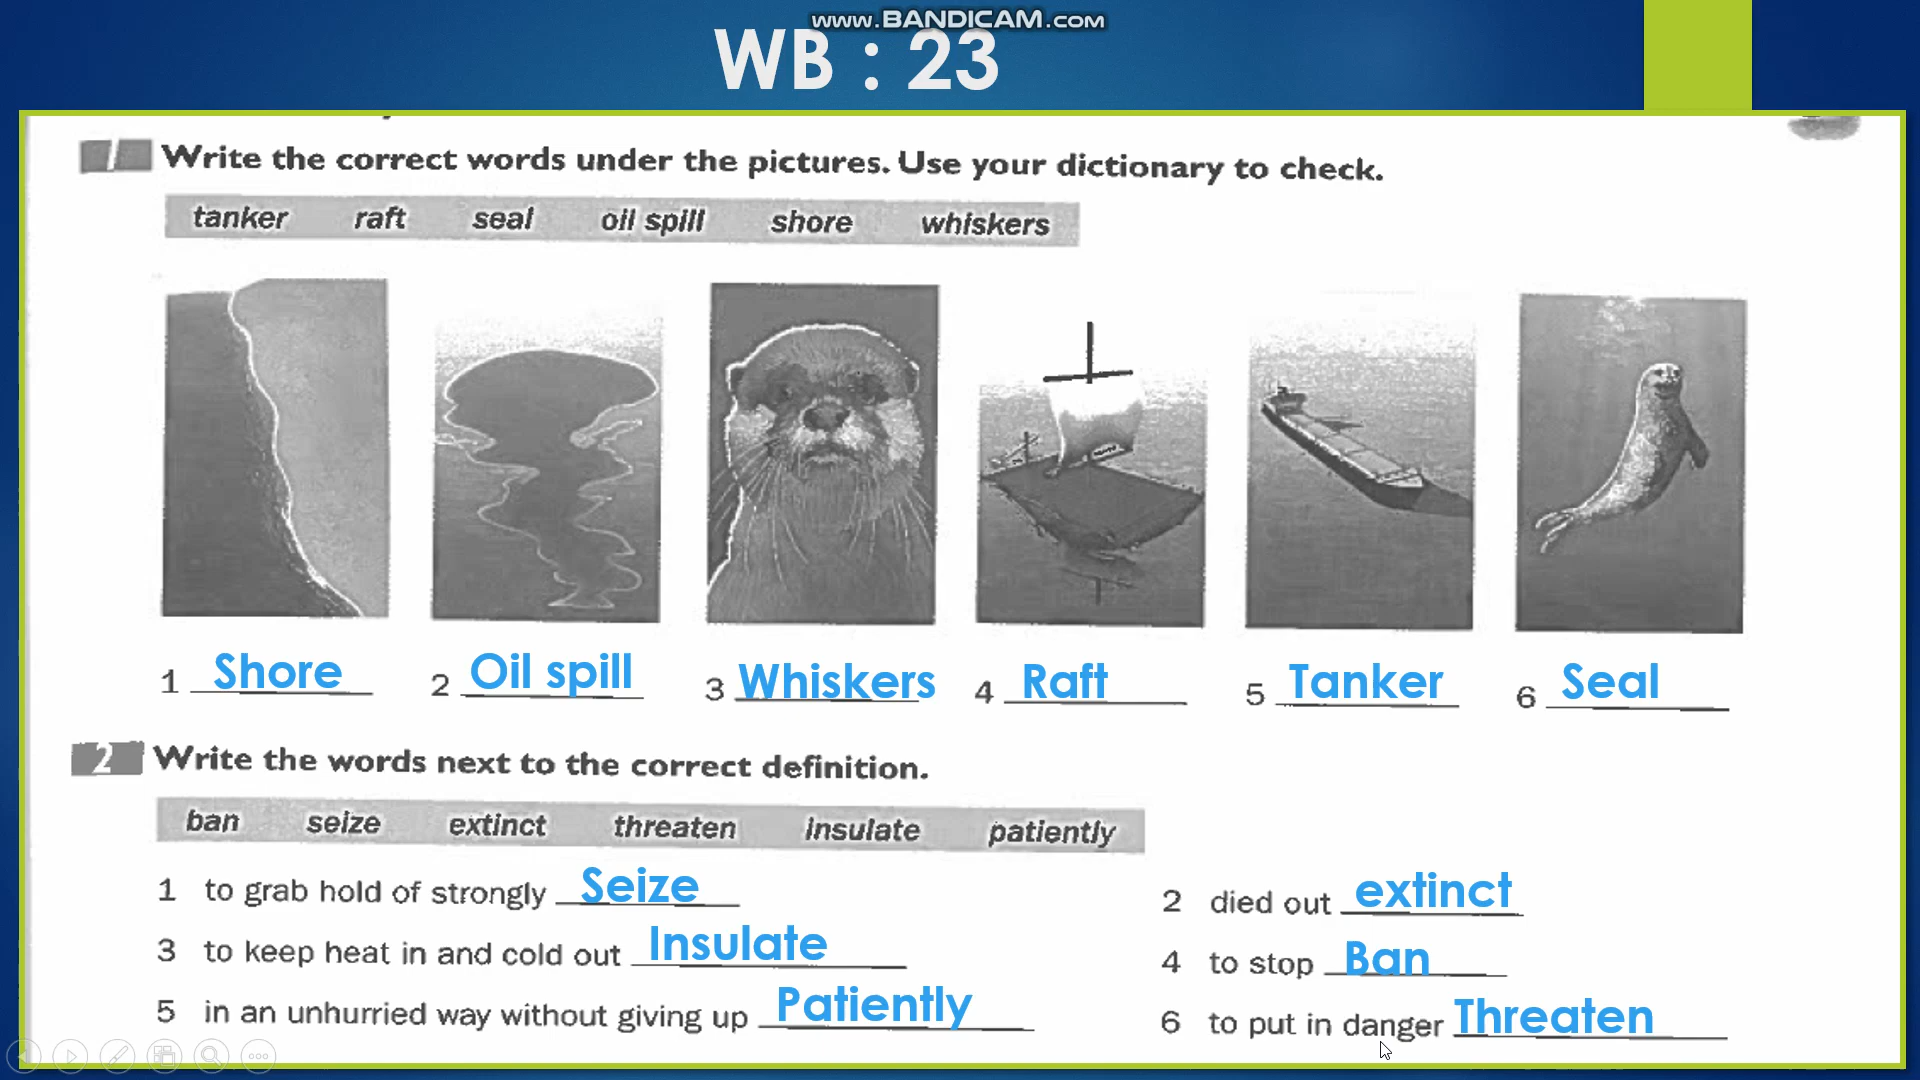 www.BANDICAM.com
WB : 23
1 Write the correct words under the pictures. Use your dictionary to check.
tanker raft seal oil spill shore whiskers
1 Shore 2 Oil spill 3 Whiskers 4 Raft 5 Tanker 6 Seal
2 Write the words next to the correct definition.
ban seize extinct threaten insulate patiently
1 to grab hold of strongly Seize 2 died out extinct
3 to keep heat in and cold out Insulate 4 to stop Ban
5 in an unhurried way without giving up Patiently 6 to put in danger Threaten